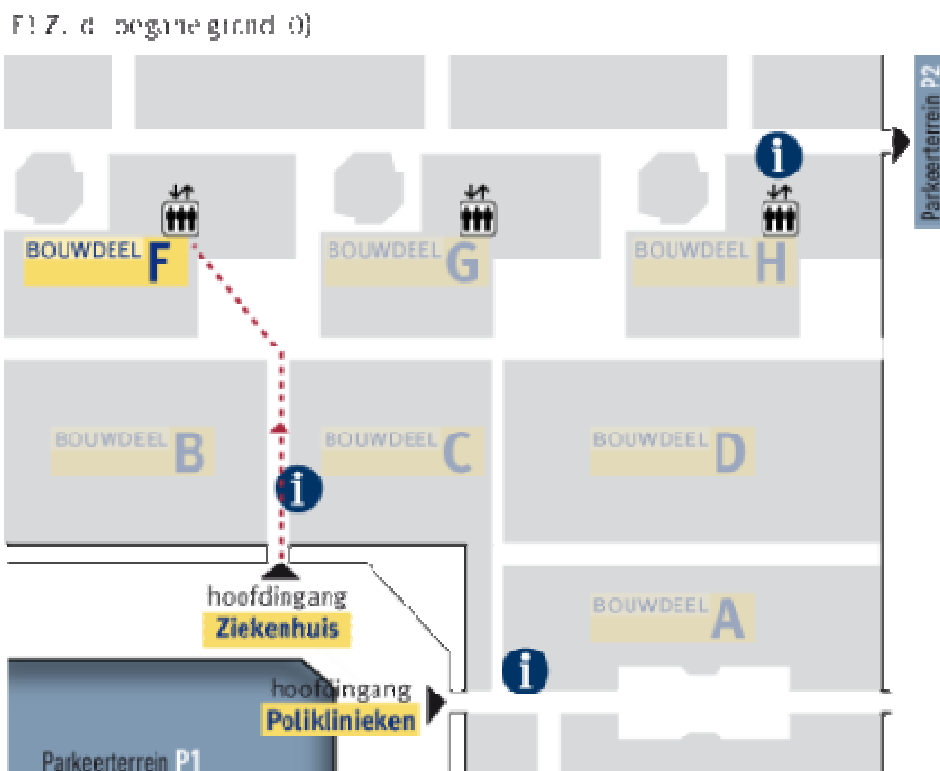 Parkeerterrein P2
BOUWDEEL F
BOUWDEEL G
BOUWDEEL H
BOUWDEEL B
BOUWDEEL C
BOUWDEEL D
BOUWDEEL A
hoofdingang
Ziekenhuis
hoofdingang
Poliklinieken
Parkeerterrein P1
i
i
i